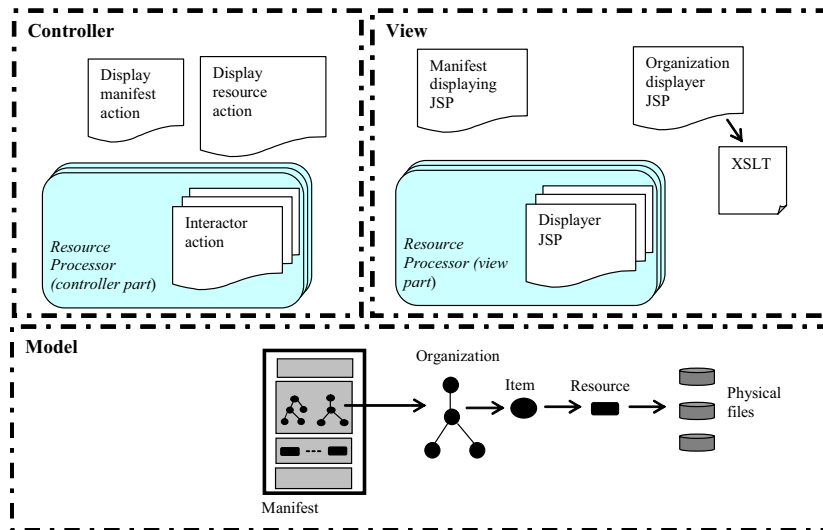 Controller
Display
manifest
action
Display
resource
action
Interactor
action
Resource
Processor
(controller part)
View
Manifest
displaying
JSP
Organization
displayer
JSP
XSLT
Displayer
JSP
Resource
Processor (view
part)
Model
Organization
Item
Resource
Physical
files
Manifest